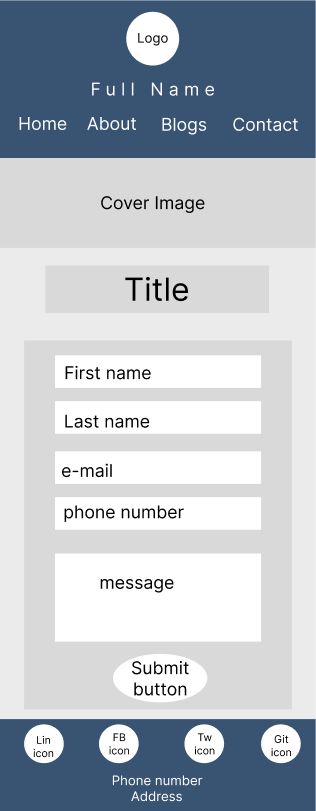 Logo
Full Name
Home About Blogs Contact
Cover Image
Title
First name
Last name
e-mail
phone number
message
Submit
button
Lin
icon
FB
icon
Tw
icon
Git
icon
Phone number
Address